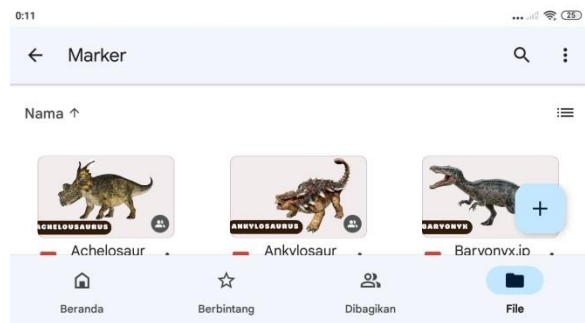 0:11
25
Marker
Nama
ACHELOUSAURUS
ANKYLOSAURUS
BARYONYX
Achelosaur
Ankylosaur
Baryonyx.jp
Beranda
Berbintang
Dibagikan
File